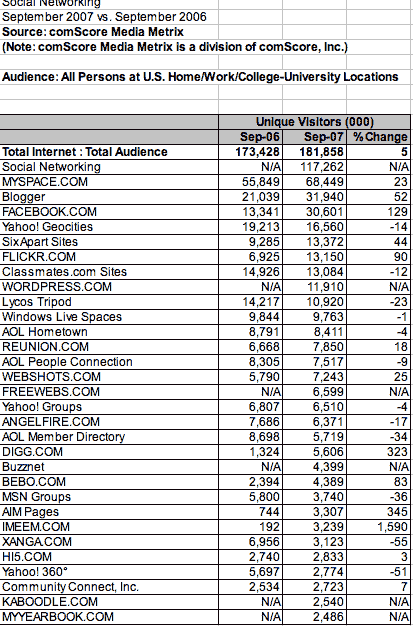 Social Networking
September 2007 vs. September 2006
Source: comScore Media Metrix
(Note: comScore Media Metrix is a division of comScore, Inc.)
Audience: All Persons at U.S. Home/Work/College-University Locations
Unique Visitors (000)
Sep-06 Sep-07 % Change
Total Internet : Total Audience 173,428 181,858 5
Social Networking N/A 117,262 N/A
MYSPACE.COM 55,849 68,449 23
Blogger 21,039 31,940 52
FACEBOOK.COM 13,341 30,601 129
Yahoo! Geocities 19,213 16,560 -14
SixApart Sites 9,285 13,372 44
FLICKR.COM 6,925 13,150 90
Classmates.com Sites 14,926 13,084 -12
WORDPRESS.COM N/A 11,910 N/A
Lycos Tripod 14,217 10,920 -23
Windows Live Spaces 9,844 9,763 -1
AOL Hometown 8,791 8,411 -4
REUNION.COM 6,668 7,850 18
AOL People Connection 8,305 7,517 -9
WEBSHOTS.COM 5,790 7,243 25
FREEWEBS.COM N/A 6,599 N/A
Yahoo! Groups 6,807 6,510 -4
ANGELFIRE.COM 7,686 6,371 -17
AOL Member Directory 8,698 5,719 -34
DIGG.COM 1,324 5,606 323
Buzznet N/A 4,399 N/A
BEBO.COM 2,394 4,389 83
MSN Groups 5,800 3,740 -36
AIM Pages 744 3,307 345
IMEEM.COM 192 3,239 1,590
XANGA.COM 6,956 3,123 -55
HI5.COM 2,740 2,833 3
Yahoo! 360° 5,697 2,774 -51
Community Connect, Inc. 2,534 2,723 7
KABOODLE.COM N/A 2,540 N/A
MYYEARBOOK.COM N/A 2,486 N/A